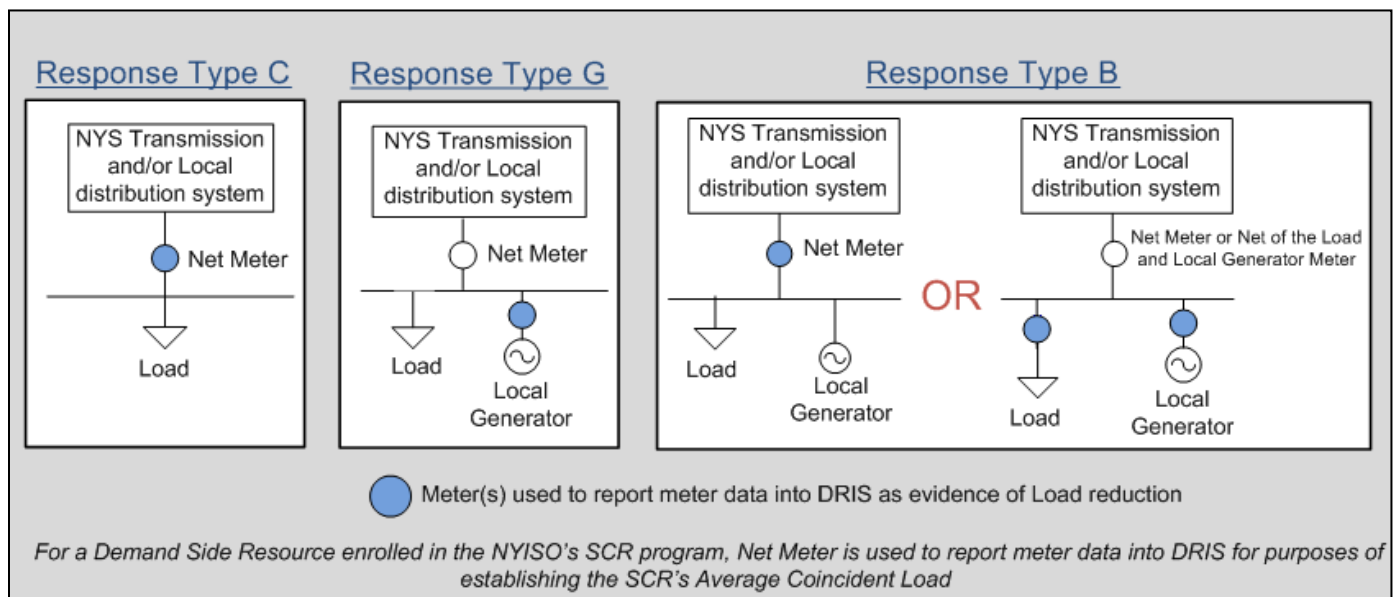 Response Type C
NYS Transmission
and/or Local
distribution system
Net Meter
Load
Response Type G
NYS Transmission
and/or Local
distribution system
Net Meter
Load
Local
Generator
Response Type B
NYS Transmission
and/or Local
distribution system
Net Meter
Load
Local
Generator
OR
NYS Transmission
and/or Local
distribution system
Net Meter or Net of the Load
and Local Generator Meter
Load
Local
Generator
Meter(s) used to report meter data into DRIS as evidence of Load reduction
For a Demand Side Resource enrolled in the NYISO's SCR program, Net Meter is used to report meter data into DRIS for purposes of
establishing the SCR's Average Coincident Load